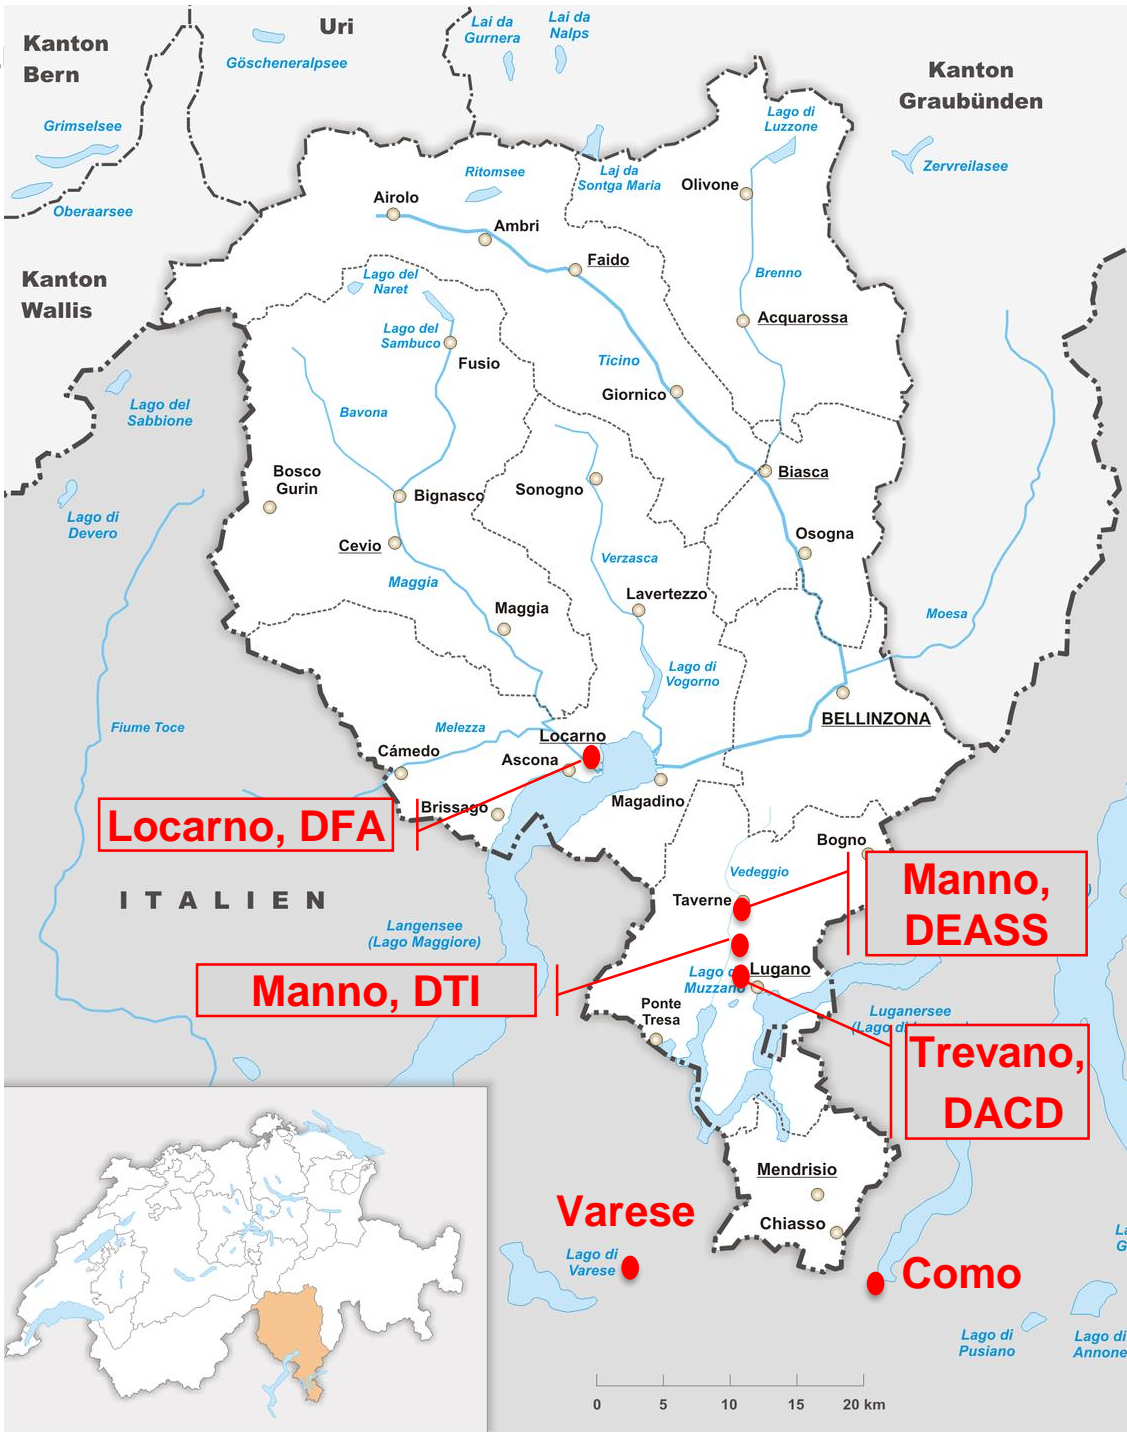 Kanton
Bern
Uri
Göscheneralpsee
Lai da
Gurnera
Lai da
Nalps
Kanton
Graubünden
Grimselsee
Oberaarsee
Lago di
Luzzone
Zervreilasee
Ritomsee
Laj da
Sontga Maria
Olivone
Airolo
Ambri
Faido
Kanton
Wallis
Lago del
Naret
Brenno
Lago del
Sambuco
Acquarossa
Fusio
Ticino
Giornico
Lago del
Sabbione
Bavona
Bosco
Gurin
Bignasco
Sonogno
Biasca
Lago di
Devero
Cevio
Osogna
Verzasca
Maggia
Lavertezzo
Maggia
Moesa
Lago di
Vogorno
Fiume Toce
Melezza
Locarno
BELLINZONA
Cámedo
Ascona
Brissago
Magadino
Locarno, DFA
Bogno
Vedeggio
Manno,
DEASS
ITALIEN
Taverne
Langensee
(Lago Maggiore)
Manno, DTI
Lago
Muzzano
Lugano
Ponte
Tresa
Luganersee
(Lago di
Trevano,
DACD
Mendrisio
Varese
Chiasso
Lago di
Varese
Como
Lago di
Pusiano
Lago di
Annone
0 5 10 15 20 km